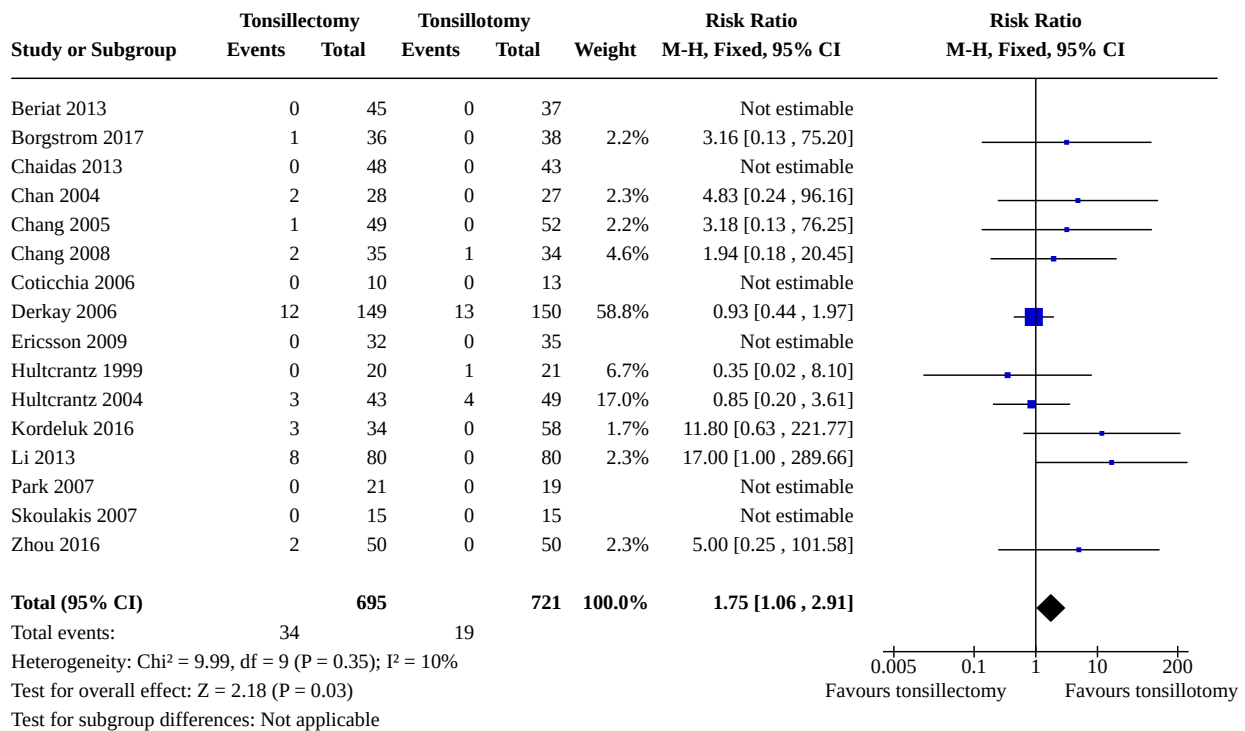 Tonsillectomy Tonsillotomy Risk Ratio Risk Ratio
Study or Subgroup Events Total Events Total Weight M-H, Fixed, 95% CI M-H, Fixed, 95% CI
Beriat 2013 0 45 0 37 Not estimable
Borgstrom 2017 1 36 0 38 2.2% 3.16 [0.13 , 75.20]
Chaidas 2013 0 48 0 43 Not estimable
Chan 2004 2 28 0 27 2.3% 4.83 [0.24 , 96.16]
Chang 2005 1 49 0 52 2.2% 3.18 [0.13 , 76.25]
Chang 2008 2 35 1 34 4.6% 1.94 [0.18 , 20.45]
Coticchia 2006 0 10 0 13 Not estimable
Derkay 2006 12 149 13 150 58.8% 0.93 [0.44 , 1.97]
Ericsson 2009 0 32 0 35 Not estimable
Hultcrantz 1999 0 20 1 21 6.7% 0.35 [0.02 , 8.10]
Hultcrantz 2004 3 43 4 49 17.0% 0.85 [0.20 , 3.61]
Kordeluk 2016 3 34 0 58 1.7% 11.80 [0.63 , 221.77]
Li 2013 8 80 0 80 2.3% 17.00 [1.00 , 289.66]
Park 2007 0 21 0 19 Not estimable
Skoulakis 2007 0 15 0 15 Not estimable
Zhou 2016 2 50 0 50 2.3% 5.00 [0.25 , 101.58]
Total (95% CI) 695 721 100.0% 1.75 [1.06 , 2.91]
Total events: 34 19
Heterogeneity: Chi² = 9.99, df = 9 (P = 0.35); I² = 10%
0.005 0.1 1 10 200
Test for overall effect: Z = 2.18 (P = 0.03)
Favours tonsillectomy Favours tonsillotomy
Test for subgroup differences: Not applicable